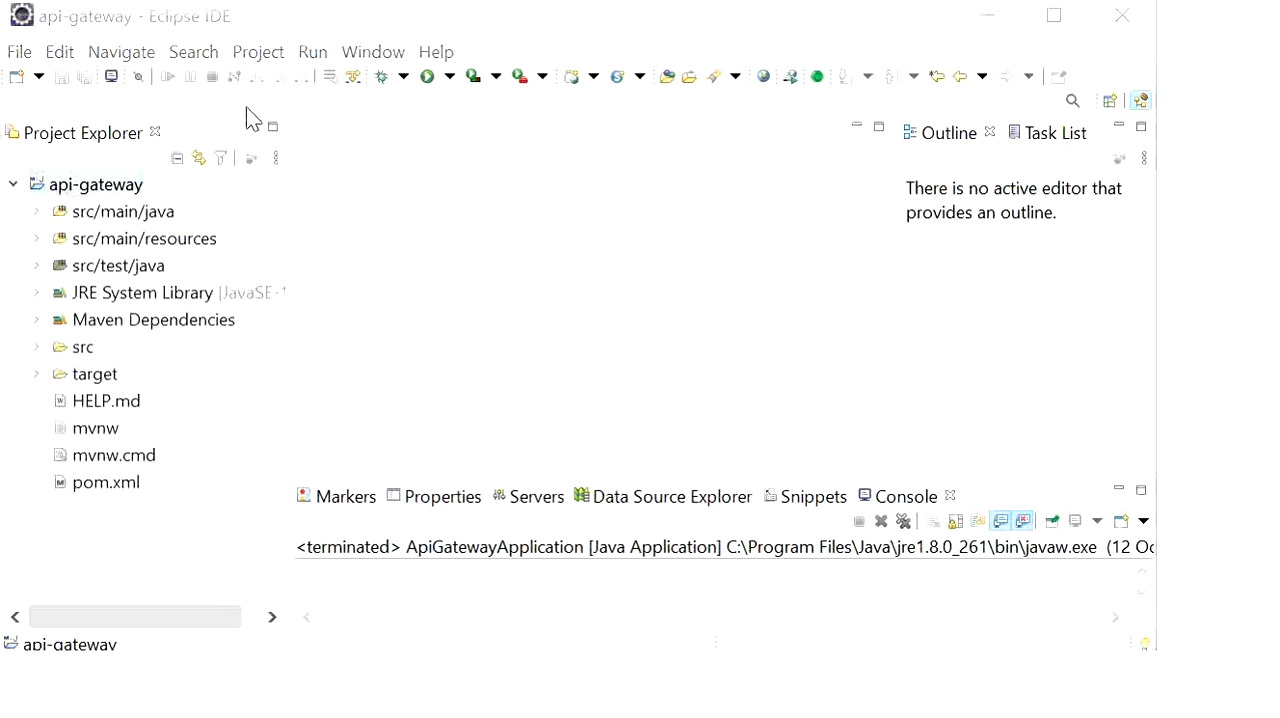 api-gateway - Eclipse IDE
File Edit Navigate Search Project Run Window Help
Project Explorer
Outline Task List
api-gateway
There is no active editor that
provides an outline.
src/main/java
src/main/resources
src/test/java
JRE System Library [JavaSE-1
Maven Dependencies
src
target
HELP.md
mvnw
mvnw.cmd
pom.xml
Markers Properties Servers Data Source Explorer Snippets Console
<terminated> ApiGatewayApplication [Java Application] C:\Program Files\Java\jre1.8.0_261\bin\javaw.exe (12 Oc
api-gateway